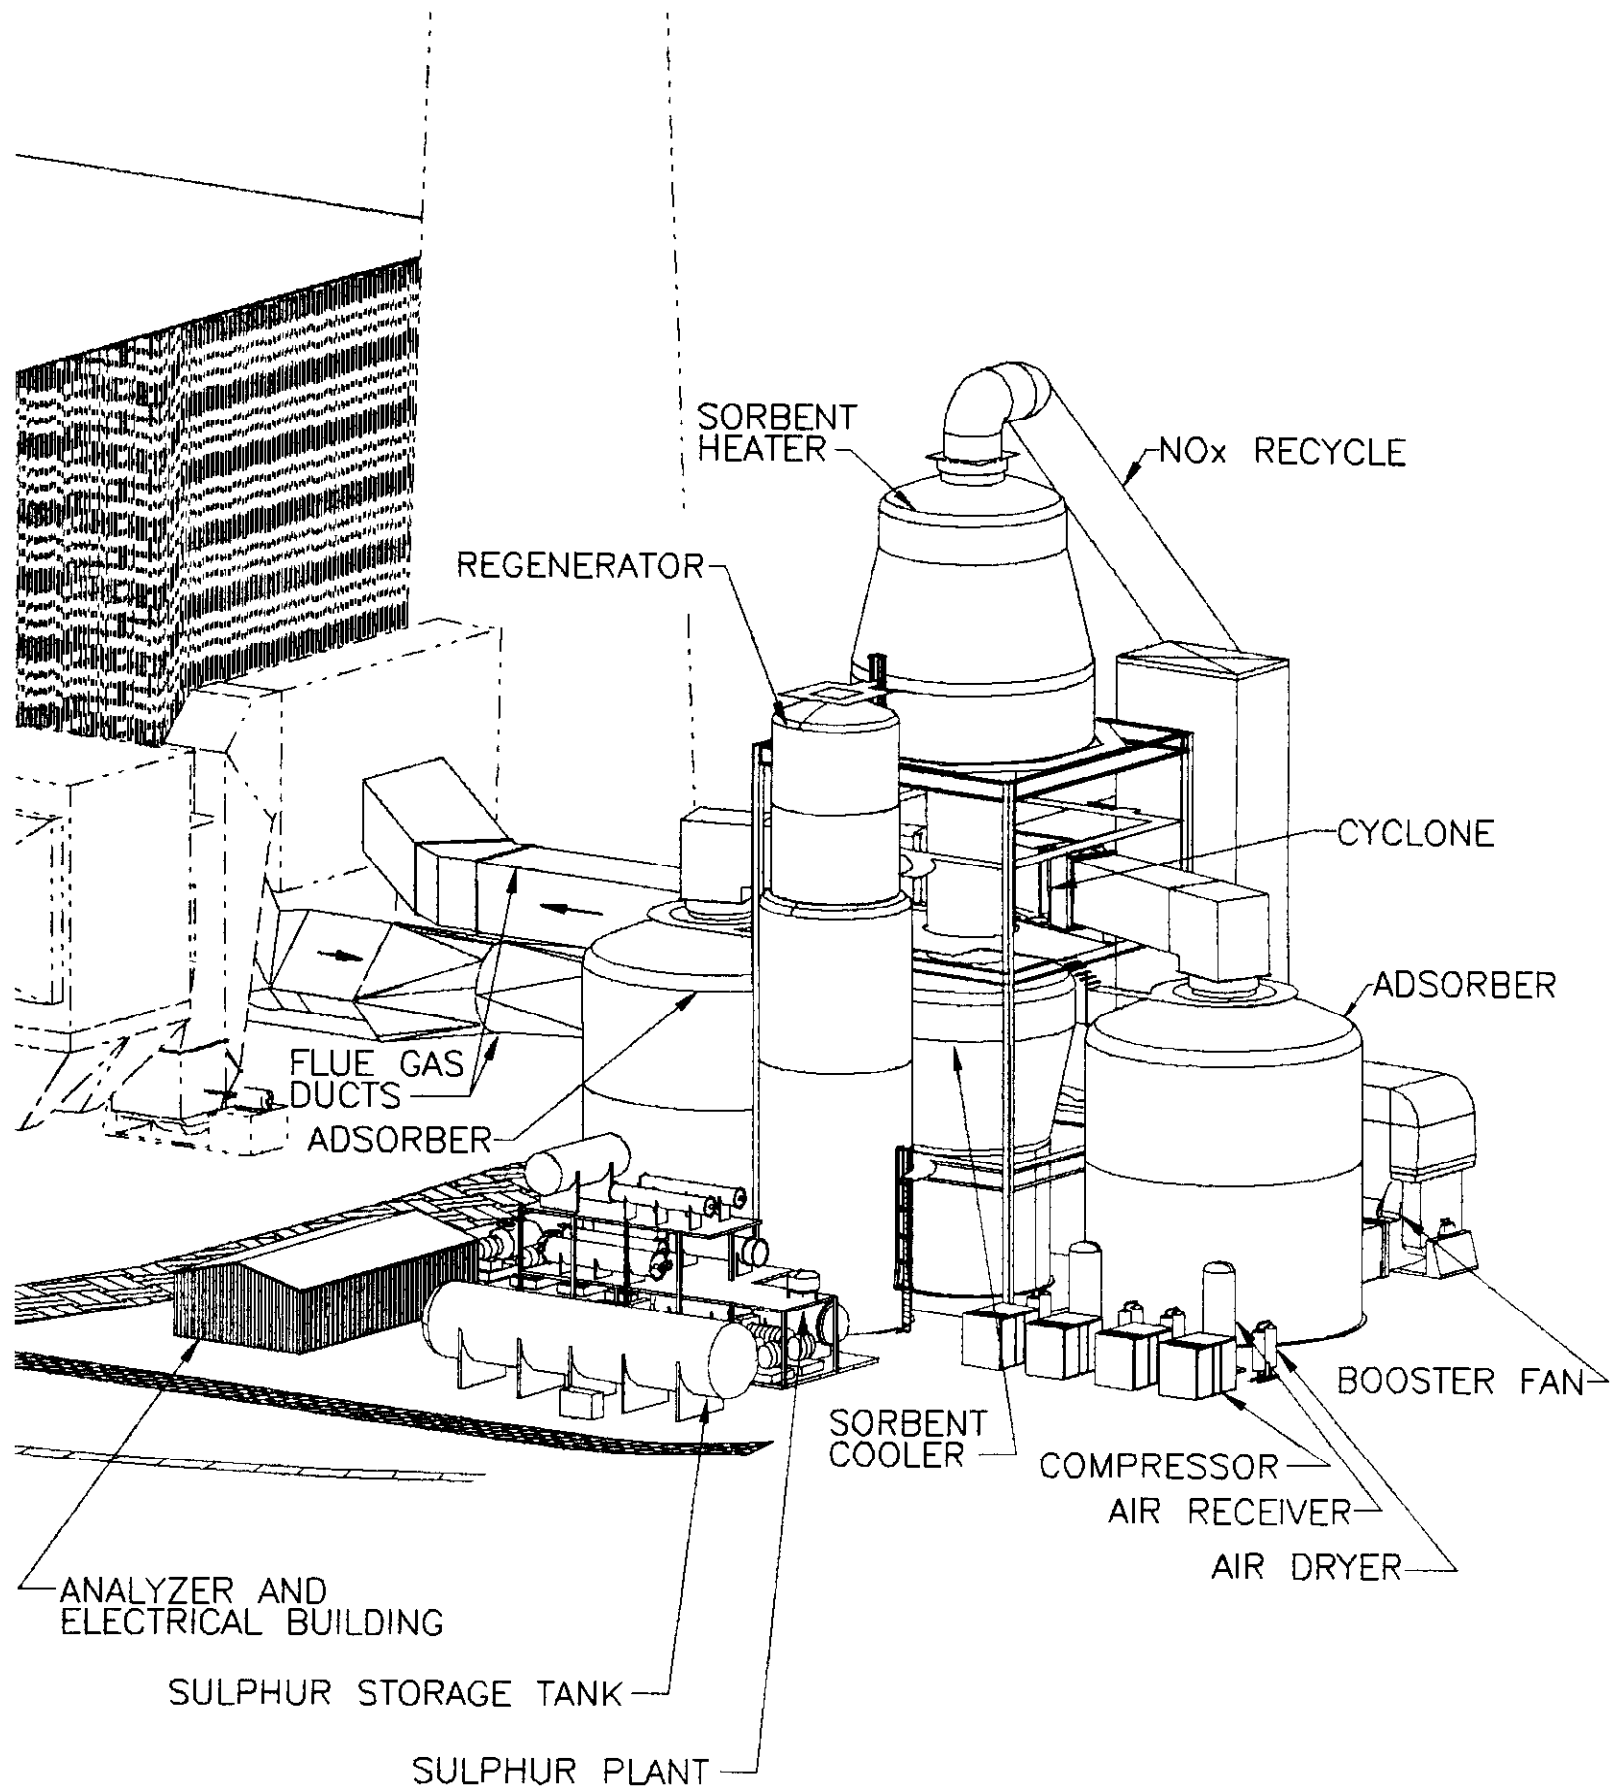 SORBENT
HEATER
NOx RECYCLE
REGENERATOR
CYCLONE
ADSORBER
FLUE GAS
DUCTS
ADSORBER
BOOSTER FAN
SORBENT
COOLER
COMPRESSOR
AIR RECEIVER
AIR DRYER
ANALYZER AND
ELECTRICAL BUILDING
SULPHUR STORAGE TANK
SULPHUR PLANT